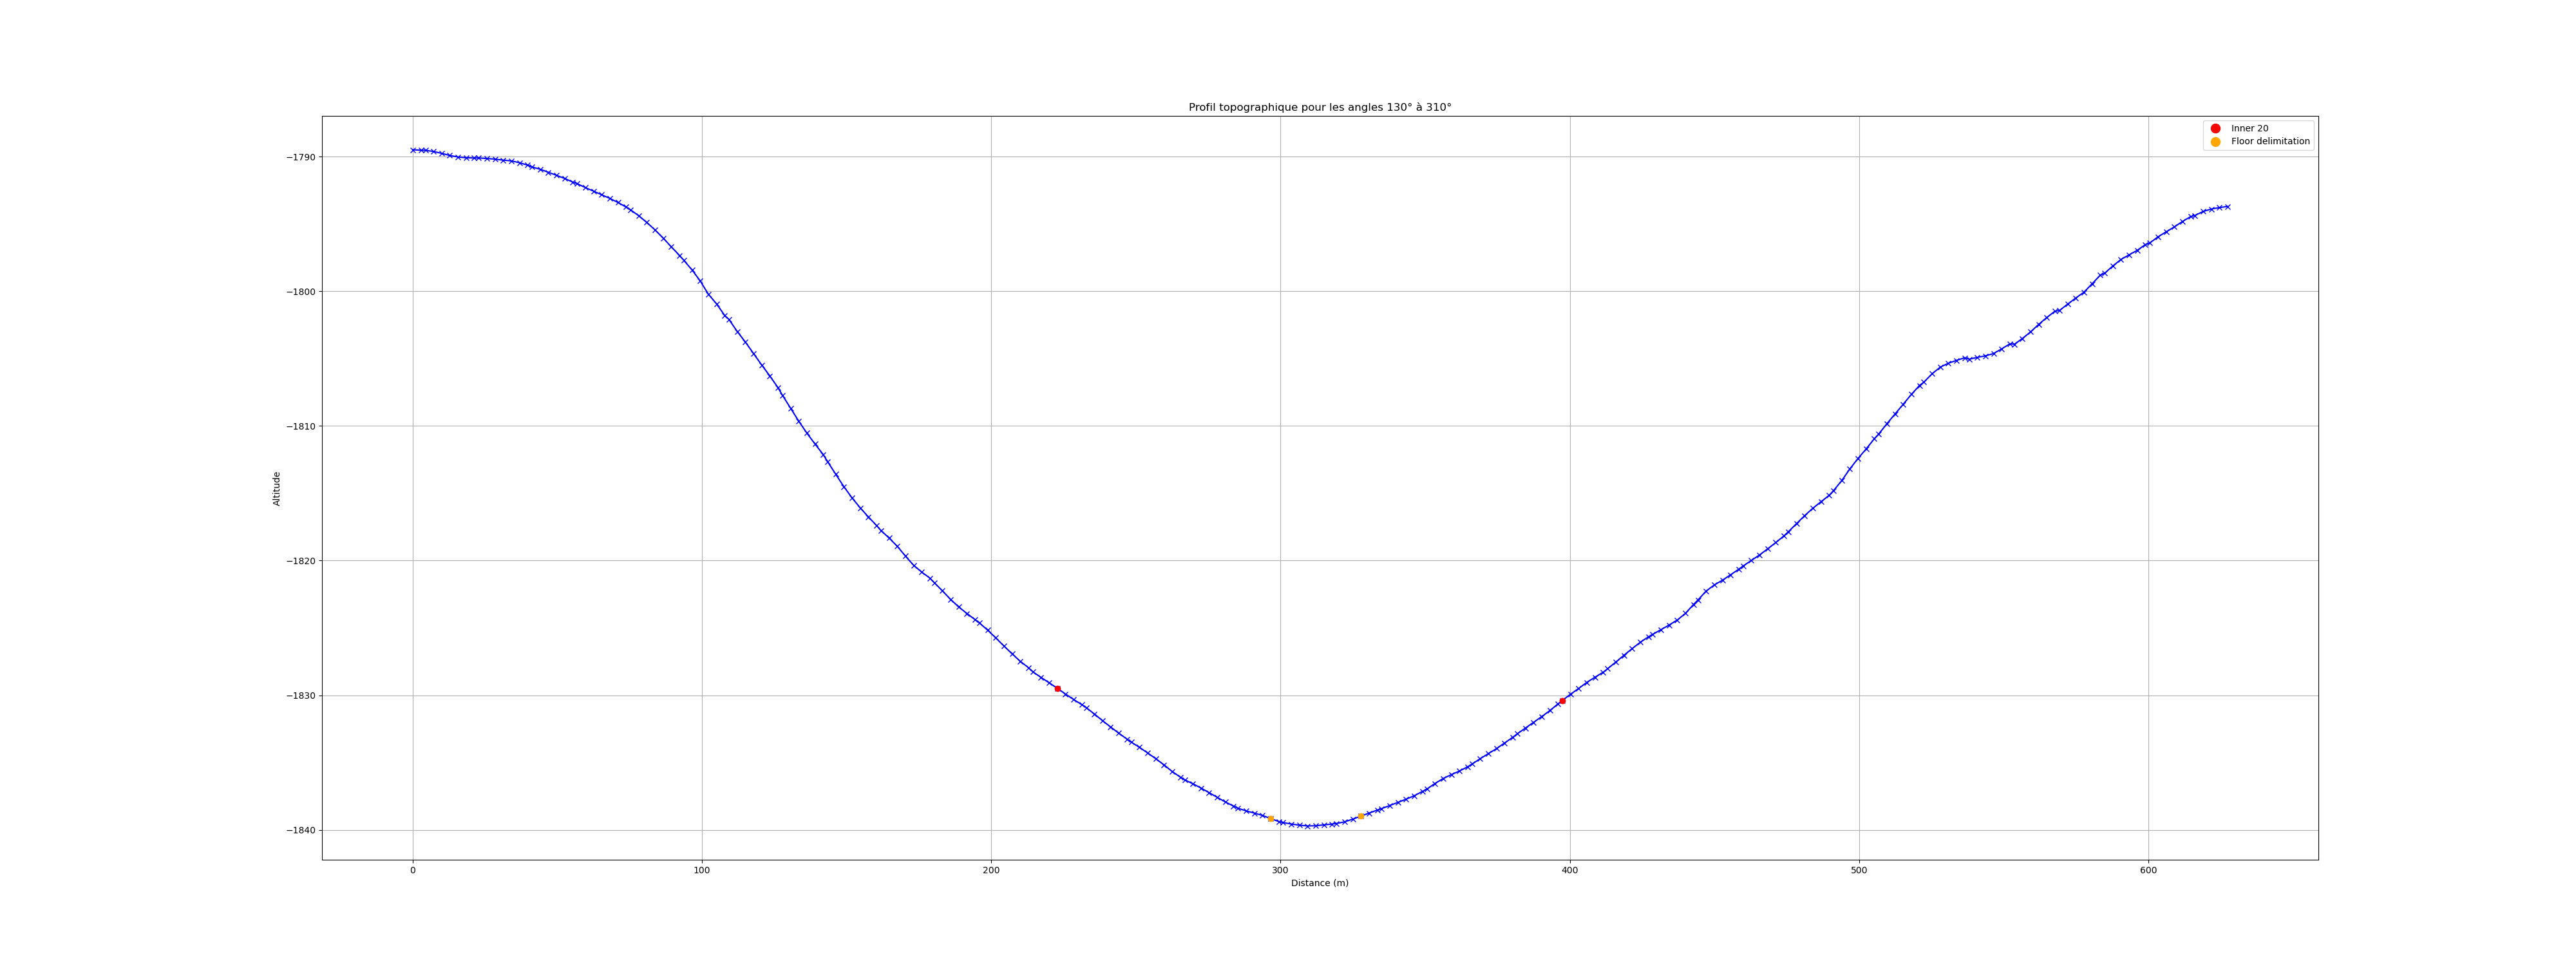 Profil topographique pour les angles 130° à 310°
Inner 20
Floor delimitation
Altitude
−1790
−1800
−1810
−1820
−1830
−1840
0
100
200
300
400
500
600
Distance (m)